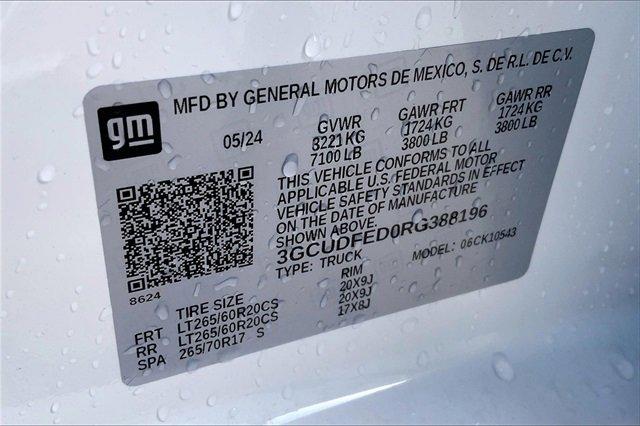 MFD BY GENERAL MOTORS DE MEXICO, S. DE R.L. DE C.V.
gm
05/24
GVWR
3221 KG
7100 LB
GAWR FRT
1724 KG
3800 LB
GAWR RR
1724 KG
3800 LB
THIS VEHICLE CONFORMS TO ALL
APPLICABLE U.S. FEDERAL MOTOR
VEHICLE SAFETY STANDARDS IN EFFECT
ON THE DATE OF MANUFACTURE
SHOWN ABOVE.
3GCUDFED0RG388196
TYPE: TRUCK
MODEL: 06CK10543
8624
TIRE SIZE RIM
FRT LT265/60R20CS 20X9J
RR LT265/60R20CS 20X9J
SPA 265/70R17 S 17X8J